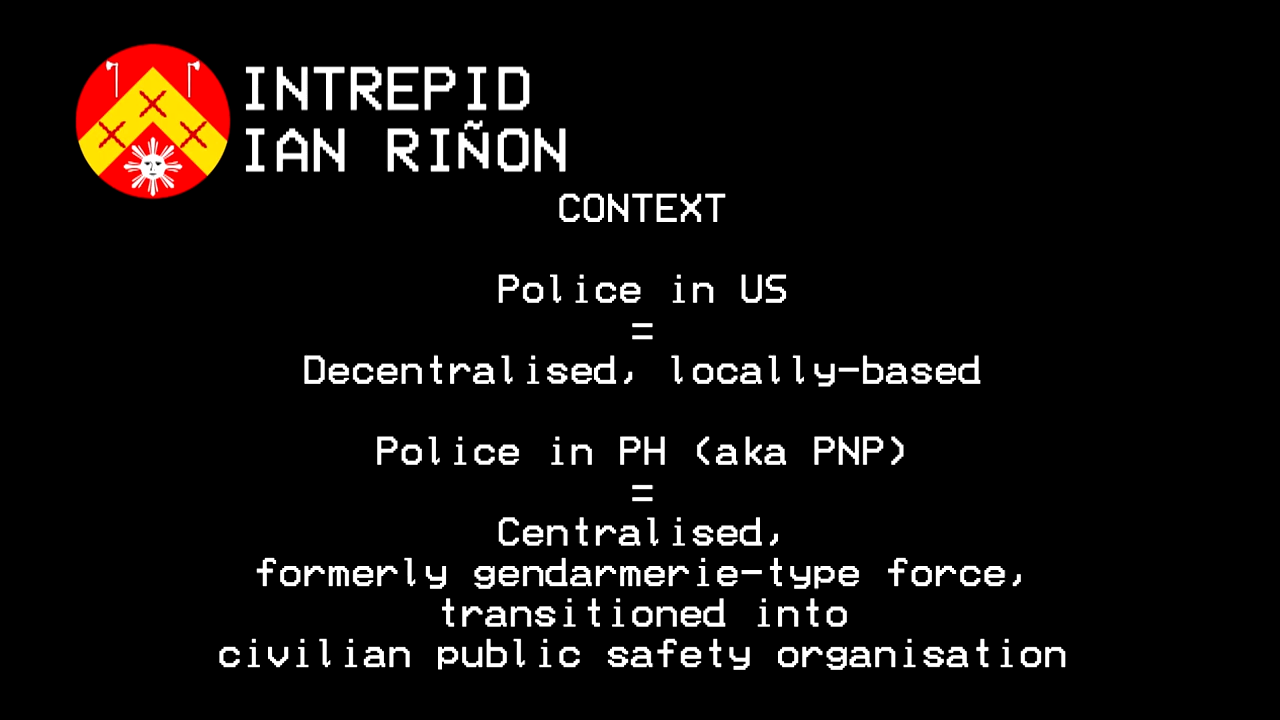 INTREPID
IAN RIÑON
CONTEXT
Police in US
=
Decentralised, locally-based
Police in PH (aka PNP)
=
Centralised,
formerly gendarmerie-type force,
transitioned into
civilian public safety organisation